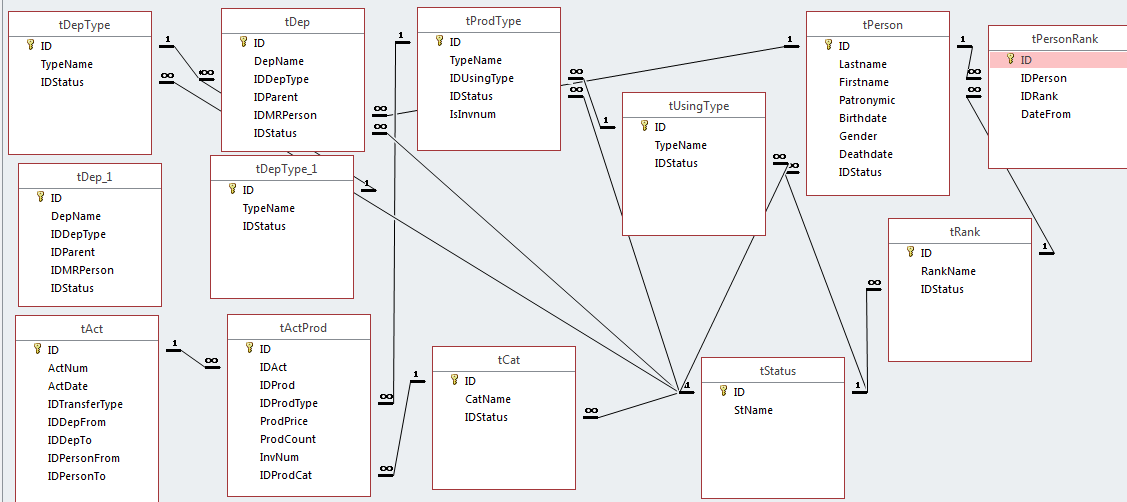 tDepType
ID
TypeName
IDStatus
tDep
ID
DepName
IDDepType
IDParent
IDMRPerson
IDStatus
tProdType
ID
TypeName
IDUsingType
IDStatus
IsInvnum
tUsingType
ID
TypeName
IDStatus
tPerson
ID
Lastname
Firstname
Patronymic
Birthdate
Gender
Deathdate
IDStatus
tPersonRank
ID
IDPerson
IDRank
DateFrom
tDep_1
ID
DepName
IDDepType
IDParent
IDMRPerson
IDStatus
tDepType_1
ID
TypeName
IDStatus
tRank
ID
RankName
IDStatus
tAct
ID
ActNum
ActDate
IDTransferType
IDDepFrom
IDDepTo
IDPersonFrom
IDPersonTo
tActProd
ID
IDAct
IDProd
IDProdType
ProdPrice
ProdCount
InvNum
IDProdCat
tCat
ID
CatName
IDStatus
tStatus
ID
StName
1
∞
∞
1
∞
∞
1
∞
∞
1
1
∞
∞
1
∞
∞
1
∞
1
1
∞
∞
∞
1
∞
1
1